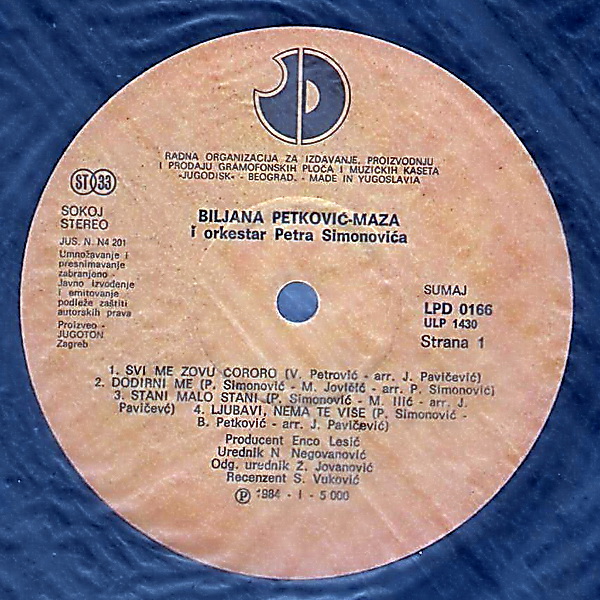 JD
RADNA ORGANIZACIJA ZA IZDAVANJE, PROIZVODNJU
I PRODAJU GRAMOFONSKIH PLOČA I MUZIČKIH KASETA
-JUGODISK- - BEOGRAD. - MADE IN YUGOSLAVIA
ST 33
SOKOJ
STEREO
JUS. N. N4 201
Umnožavanje i
presnimavanje
zabranjeno -
Javno izvođenje
i emitovanje
podleže zaštiti
autorskih prava
Proizveo -
JUGOTON
Zagreb
BILJANA PETKOVIĆ-MAZA
i orkestar Petra Simonovića
SUMAJ
LPD 0166
ULP 1430
Strana 1
1. SVI ME ZOVU ĆORORO (V. Petrović - arr. J. Pavičević)
2. DODIRNI ME (P. Simonović - M. Jovičić - arr. P. Simonović)
3. STANI MALO STANI (P. Simonović - M. Ilić - arr. J.
Pavičevć) 4. LJUBAVI, NEMA TE VIŠE (P. Simonović -
B. Petković - arr. J. Pavičević)
Producent Enco Lesić
Urednik N. Negovanović
Odg. urednik Ž. Jovanović
Recenzent S. Vuković
℗ 1984 - I - 5 000